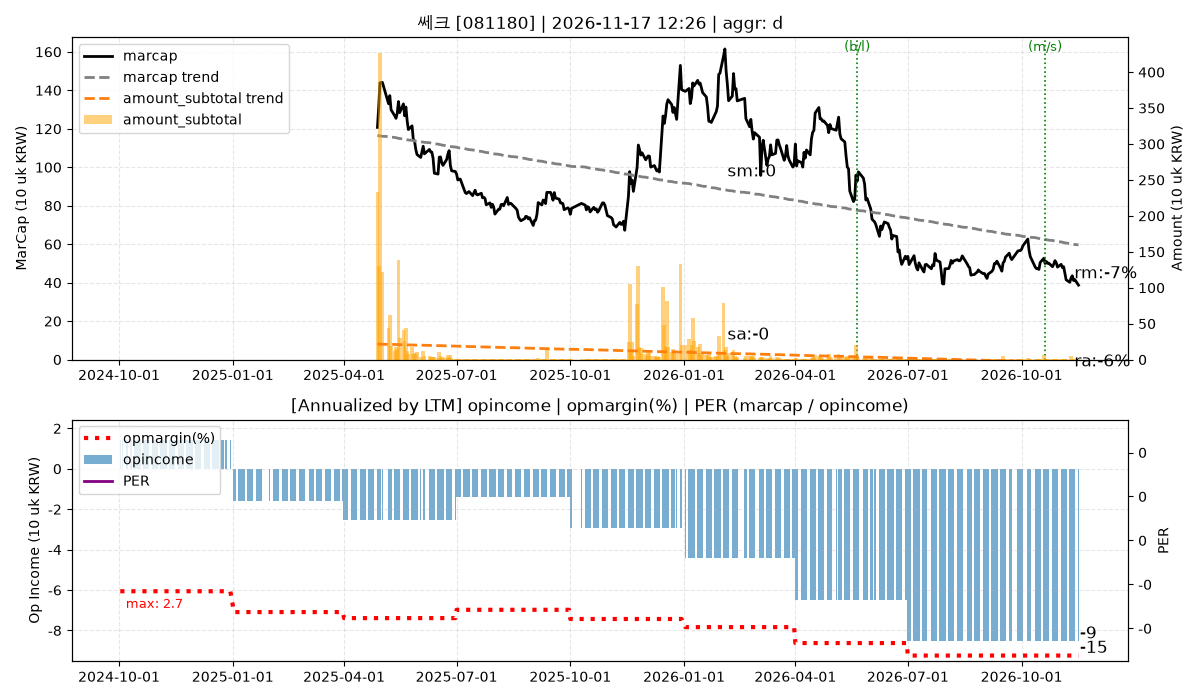 쎄크 [081180] | 2026-11-17 12:26 | aggr: d
MarCap (10 uk KRW)
160
140
120
100
80
60
40
20
0
marcap
marcap trend
amount_subtotal trend
amount_subtotal
(b/l)
(m/s)
sm:-0
sa:-0
rm:-7%
ra:-6%
400
350
300
250
200
150
100
50
0
Amount (10 uk KRW)
2024-10-01 2025-01-01 2025-04-01 2025-07-01 2025-10-01 2026-01-01 2026-04-01 2026-07-01 2026-10-01
[Annualized by LTM] opincome | opmargin(%) | PER (marcap / opincome)
Op Income (10 uk KRW)
2
0
-2
-4
-6
-8
opmargin(%)
opincome
PER
max: 2.7
-9
-15
0
0
0
-0
-0
PER
2024-10-01 2025-01-01 2025-04-01 2025-07-01 2025-10-01 2026-01-01 2026-04-01 2026-07-01 2026-10-01